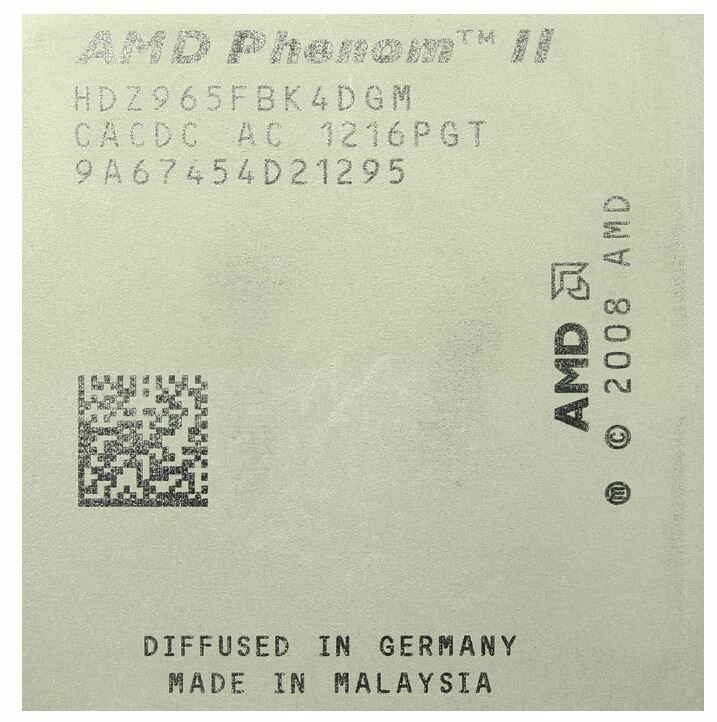 AMD Phenom™ II
HDZ965FBK4DGM
CACDC AC 1216PGT
9A67454D21295
AMD
ⓜ © 2008 AMD
DIFFUSED IN GERMANY
MADE IN MALAYSIA